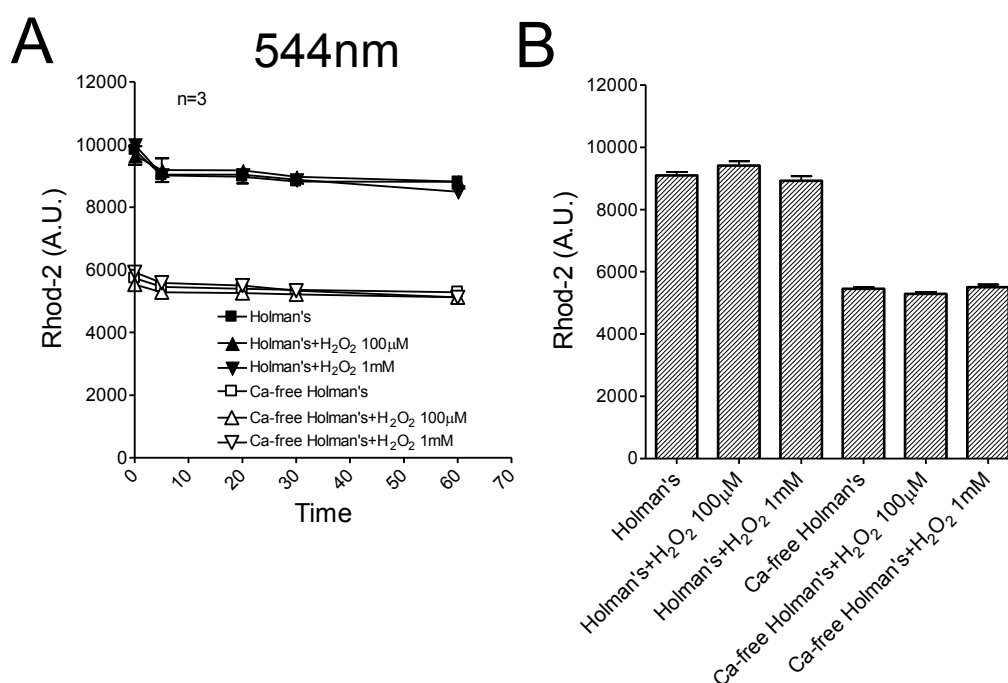 A
544nm
n=3
Rhod-2 (A.U.)
12000
10000
8000
6000
4000
2000
0
Holman's
Holman's+H₂O₂ 100μM
Holman's+H₂O₂ 1mM
Ca-free Holman's
Ca-free Holman's+H₂O₂ 100μM
Ca-free Holman's+H₂O₂ 1mM
0 10 20 30 40 50 60 70
Time
B
Rhod-2 (A.U.)
12000
10000
8000
6000
4000
2000
0
Holman's
Holman's+H₂O₂ 100μM
Holman's+H₂O₂ 1mM
Ca-free Holman's
Ca-free Holman's+H₂O₂ 100μM
Ca-free Holman's+H₂O₂ 1mM